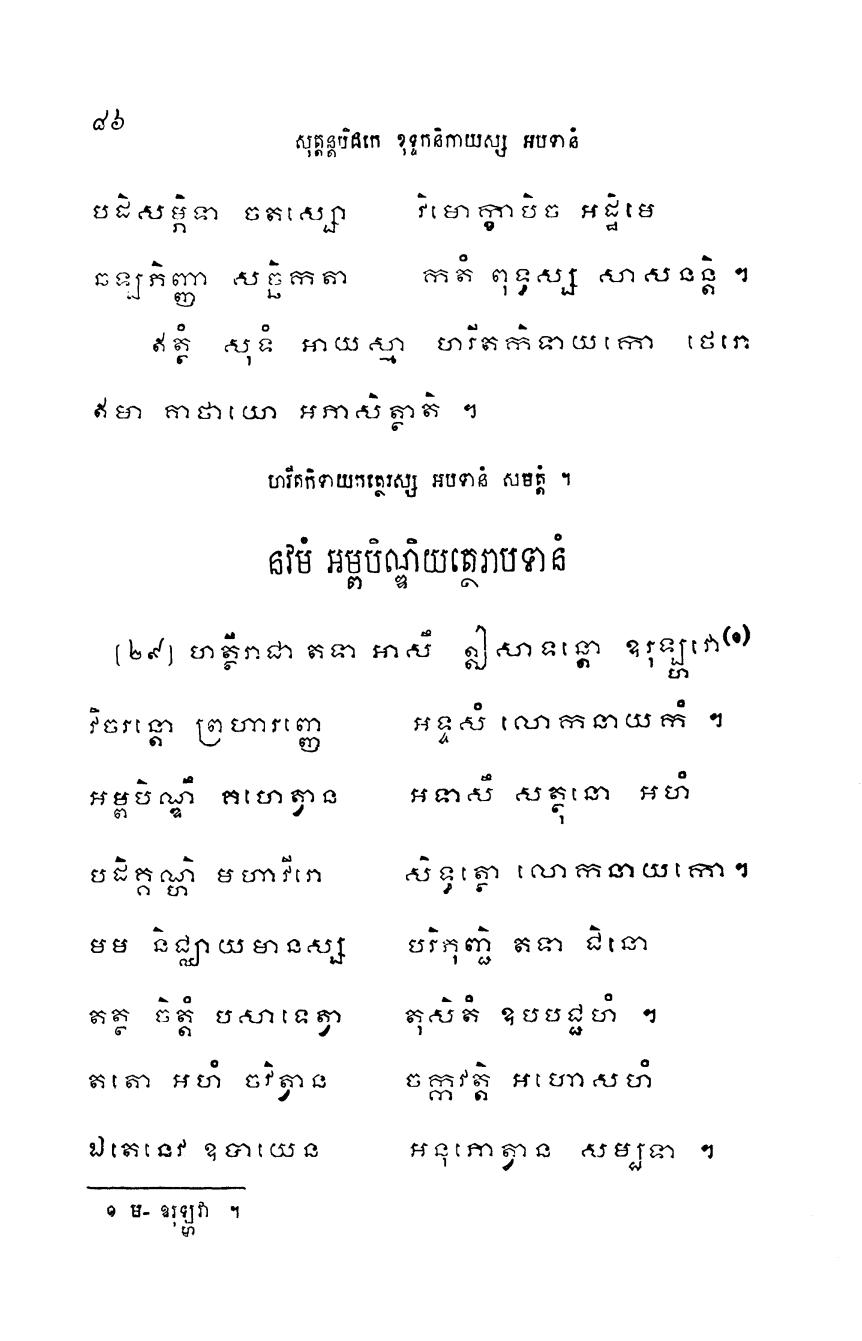 ៨៦
សុត្តន្តបិដកេ ខុទ្ទកនិកាយស្ស អបទានំ
បដិសម្ភិទា ចតស្សោ វិមោក្ខាបិច អដ្ឋិមេ
ឆឡភិញ្ញា សច្ឆិកតា កតំ ពុទ្ធស្ស សាសនន្តិ ។
ឥត្ថំ សុទំ អាយស្មា ហរីតកិទាយកោ ថេរោ
ឥមា គាថាយោ អភាសិត្ថាតិ ។
ហរីតកិទាយកត្ថេរស្ស អបទានំ សមត្តំ ។
នវមំ អម្ពបិណ្ឌិយត្ថេរាបទានំ
[២៩] ហត្ថីរាជា តទា អាសឹ ឦសាទន្តោ ឧរុឡ្ហវោ(១)
វិចរន្តោ ព្រហារញ្ញេ អទ្ទសំ លោកនាយកំ ។
អម្ពបិណ្ឌឹ គហេត្វាន អទាសឹ សត្ថុនោ អហំ
បដិគ្គណ្ហិ មហាវីរោ សិទ្ធត្ថោ លោកនាយកោ។
មម និជ្ឈាយមានស្ស បរិភុញ្ជិ តទា ជិនោ
តត្ថ ចិត្តំ បសាទេត្វា តុសិតំ ឧបបជ្ជហំ ។
តតោ អហំ ចវិត្វាន ចក្កវត្តិ អហោសហំ
ឯតេនេវ ឧបាយេន អនុភោត្វាន សម្បទា ។
១ ម- ឧរុឡ្ហវា ។